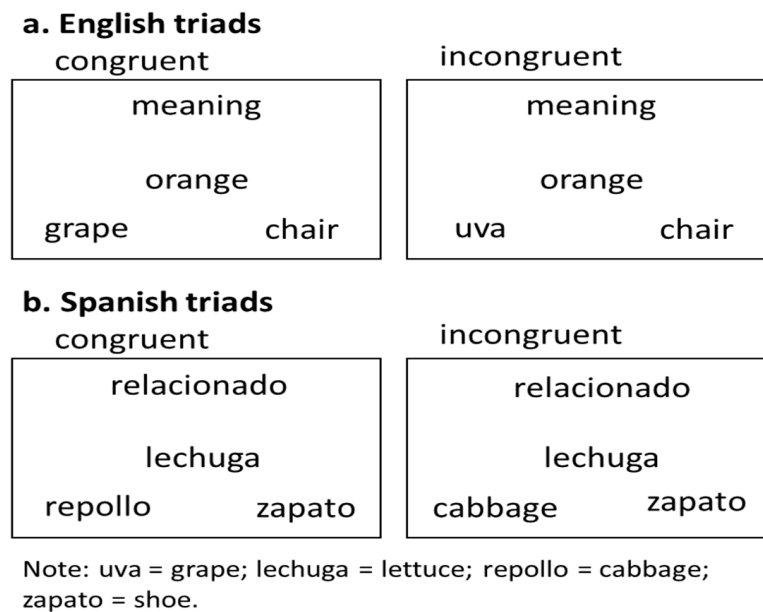 a. English triads
congruent incongruent
meaning meaning
orange orange
grape chair uva chair
b. Spanish triads
congruent incongruent
relacionado relacionado
lechuga lechuga
repollo zapato cabbage zapato
Note: uva = grape; lechuga = lettuce; repollo = cabbage;
zapato = shoe.